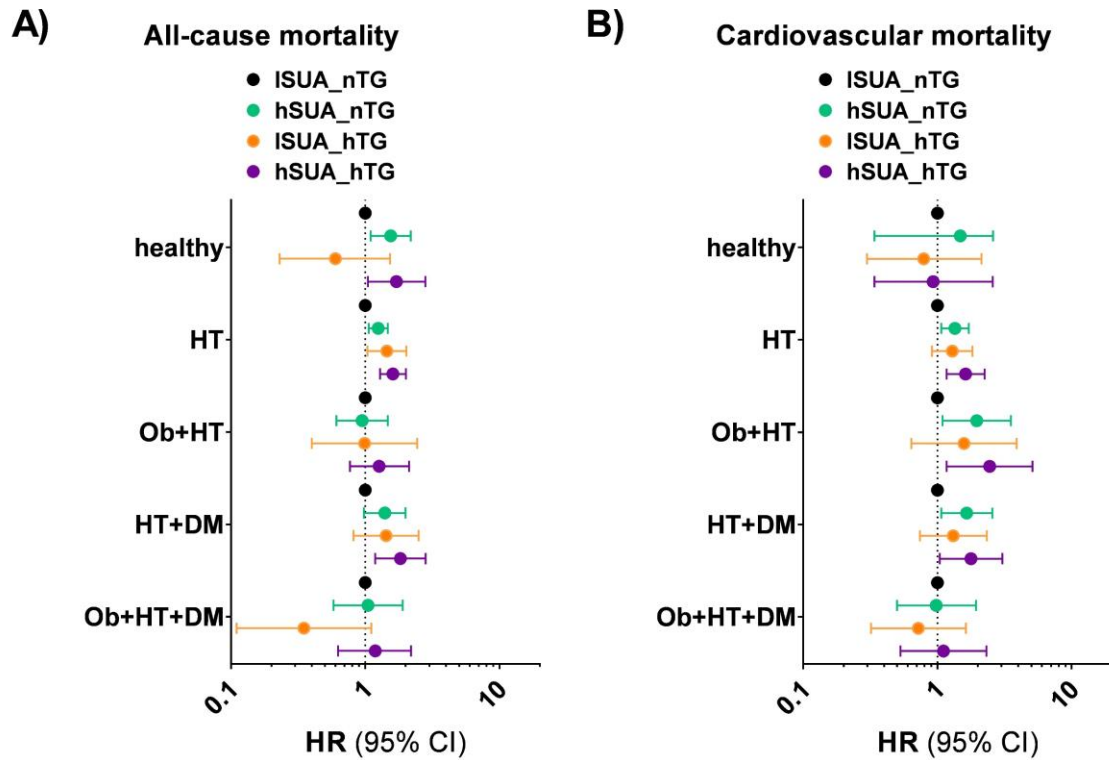 A)
All-cause mortality
lSUA_nTG
hSUA_nTG
lSUA_hTG
hSUA_hTG
healthy
HT
Ob+HT
HT+DM
Ob+HT+DM
0.1
1
10
HR (95% CI)
B)
Cardiovascular mortality
lSUA_nTG
hSUA_nTG
lSUA_hTG
hSUA_hTG
healthy
HT
Ob+HT
HT+DM
Ob+HT+DM
0.1
1
10
HR (95% CI)